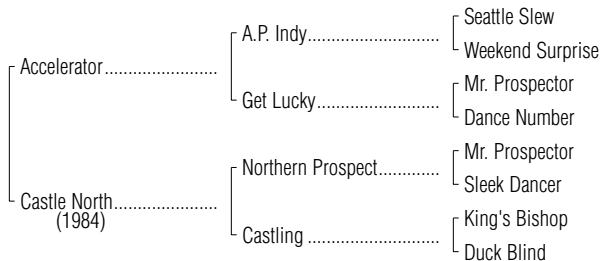 Seattle Slew
A.P. Indy..............................
Weekend Surprise
Accelerator..........................
Mr. Prospector
Get Lucky............................
Dance Number
Mr. Prospector
Northern Prospect..............
Sleek Dancer
Castle North........................
(1984)
King's Bishop
Castling ..............................
Duck Blind